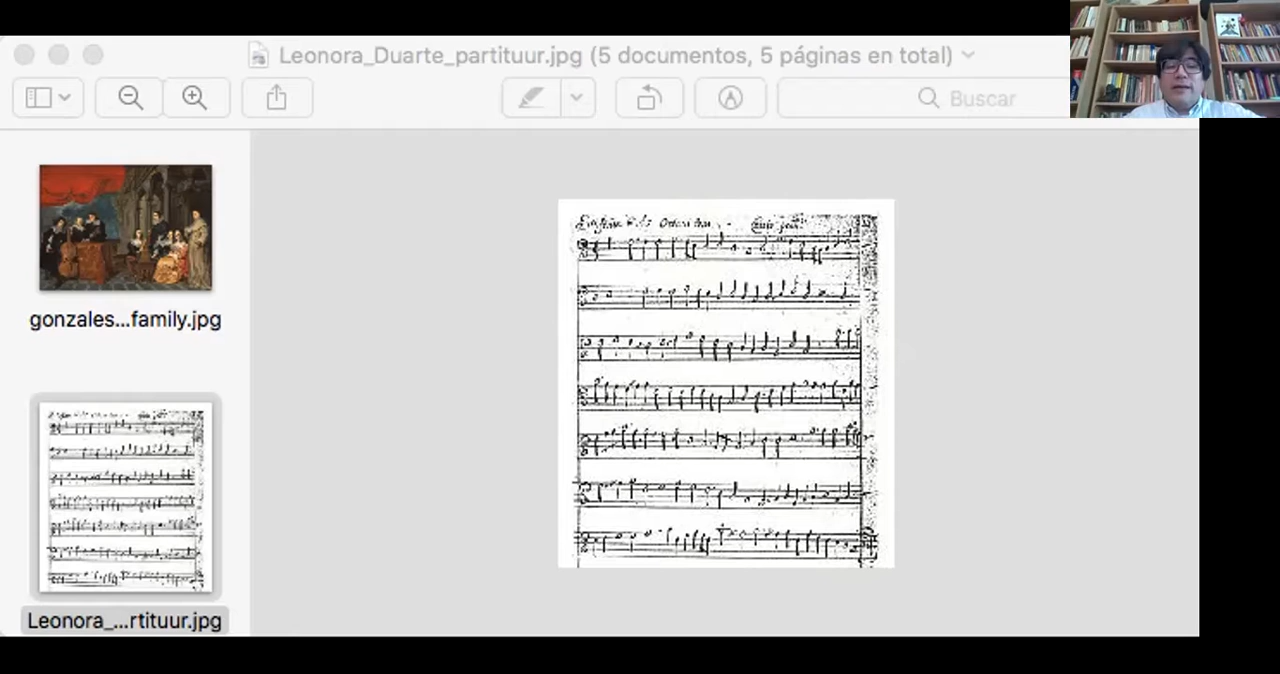 Leonora_Duarte_partituur.jpg (5 documentos, 5 páginas en total)
Buscar
gonzales...family.jpg
Leonora_...rtituur.jpg